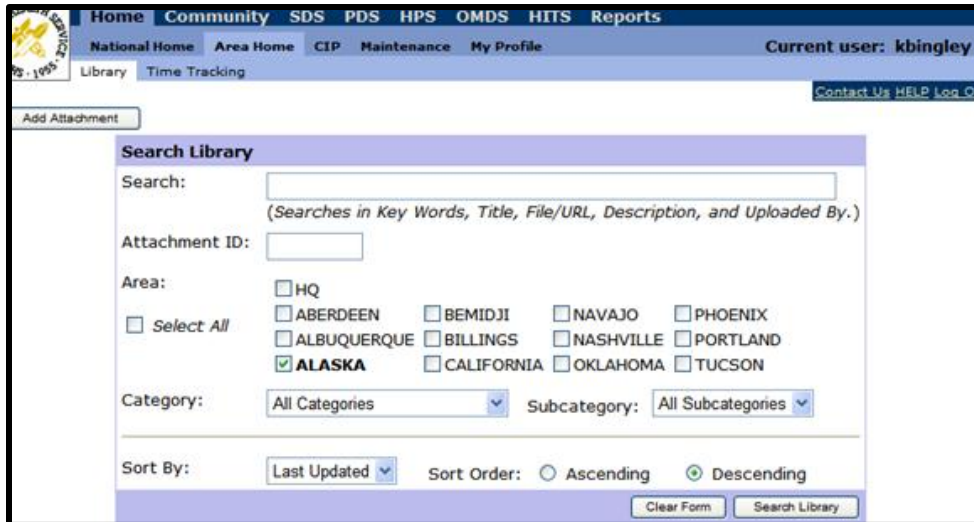 Home Community SDS PDS HPS OMDS HITS Reports
National Home Area Home CIP Maintenance My Profile Current user: kbingley
Library Time Tracking
Contact Us HELP Log O
Add Attachment
Search Library
Search:
(Searches in Key Words, Title, File/URL, Description, and Uploaded By.)
Attachment ID:
Area:
HQ
Select All
ABERDEEN BEMIDJI NAVAJO PHOENIX
ALBUQUERQUE BILLINGS NASHVILLE PORTLAND
ALASKA CALIFORNIA OKLAHOMA TUCSON
Category: All Categories Subcategory: All Subcategories
Sort By: Last Updated Sort Order: Ascending Descending
Clear Form Search Library
SERVICE
1955